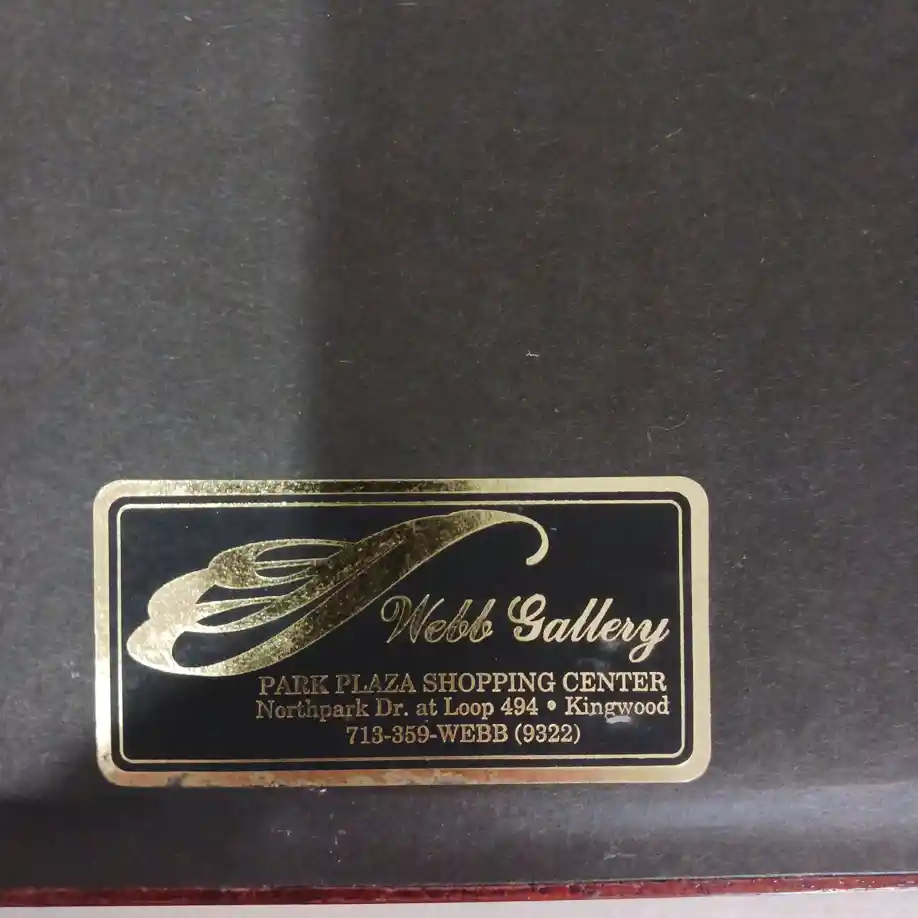 Webb Gallery
PARK PLAZA SHOPPING CENTER
Northpark Dr. at Loop 494 • Kingwood
713-359-WEBB (9322)